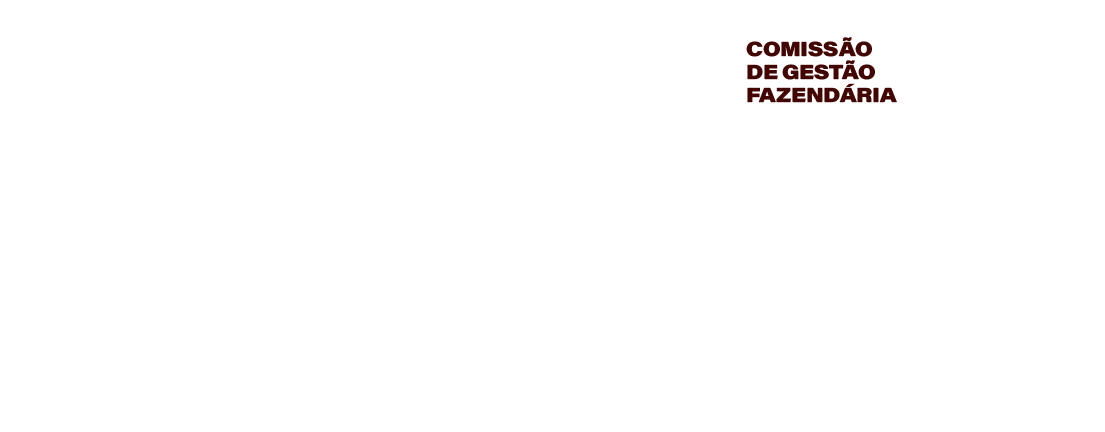 COMISSÃO
DE GESTÃO
FAZENDÁRIA